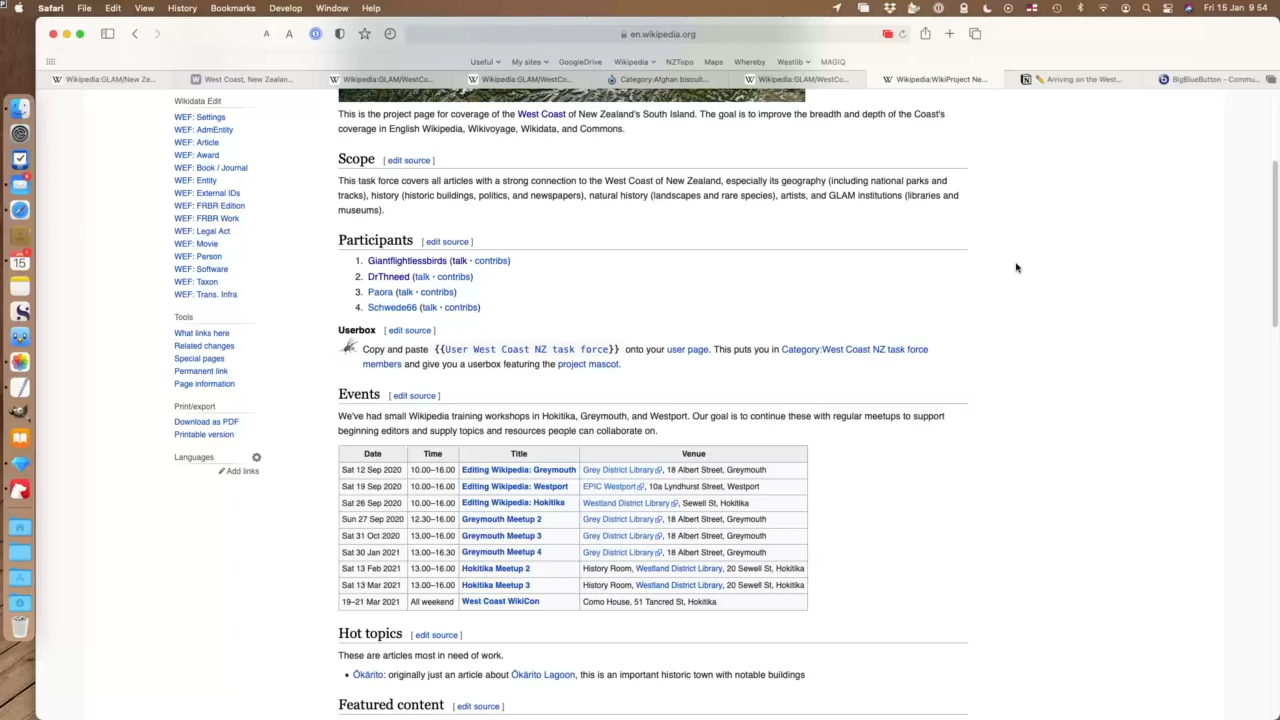 A A en.wikipedia.org
Useful My sites GoogleDrive Wikipedia NZTopo Maps Whereby Westlib MAGIQ
Wikipedia:GLAM/New Ze... West Coast, New Zealan... Wikipedia:GLAM/WestCo... Wikipedia:GLAM/WestCo... Category:Afghan biscuit... Wikipedia:GLAM/WestCo... Wikipedia:WikiProject Ne... Arriving on the West... BigBlueButton - Commu...
Wikidata Edit
WEF: Settings
WEF: AdmEntity
WEF: Article
WEF: Award
WEF: Book / Journal
WEF: Entity
WEF: External IDs
WEF: FRBR Edition
WEF: FRBR Work
WEF: Legal Act
WEF: Movie
WEF: Person
WEF: Software
WEF: Taxon
WEF: Trans. Infra
Tools
What links here
Related changes
Special pages
Permanent link
Page information
Print/export
Download as PDF
Printable version
Languages
Add links
15
This is the project page for coverage of the West Coast of New Zealand's South Island. The goal is to improve the breadth and depth of the Coast's
coverage in English Wikipedia, Wikivoyage, Wikidata, and Commons.
Scope [ edit source ]
This task force covers all articles with a strong connection to the West Coast of New Zealand, especially its geography (including national parks and
tracks), history (historic buildings, politics, and newspapers), natural history (landscapes and rare species), artists, and GLAM institutions (libraries and
museums).
Participants [ edit source ]
1. Giantflightlessbirds (talk · contribs)
2. DrThneed (talk · contribs)
3. Paora (talk · contribs)
4. Schwede66 (talk · contribs)
Userbox [ edit source ]
Copy and paste {{User West Coast NZ task force}} onto your user page. This puts you in Category:West Coast NZ task force
members and give you a userbox featuring the project mascot.
Events [ edit source ]
We've had small Wikipedia training workshops in Hokitika, Greymouth, and Westport. Our goal is to continue these with regular meetups to support
beginning editors and supply topics and resources people can collaborate on.
Date Time Title Venue
Sat 12 Sep 2020 10.00–16.00 Editing Wikipedia: Greymouth Grey District Library, 18 Albert Street, Greymouth
Sat 19 Sep 2020 10.00–16.00 Editing Wikipedia: Westport EPIC Westport, 10a Lyndhurst Street, Westport
Sat 26 Sep 2020 10.00–16.00 Editing Wikipedia: Hokitika Westland District Library, Sewell St, Hokitika
Sun 27 Sep 2020 12.30–16.00 Greymouth Meetup 2 Grey District Library, 18 Albert Street, Greymouth
Sat 31 Oct 2020 13.00–16.00 Greymouth Meetup 3 Grey District Library, 18 Albert Street, Greymouth
Sat 30 Jan 2021 13.00–16.30 Greymouth Meetup 4 Grey District Library, 18 Albert Street, Greymouth
Sat 13 Feb 2021 13.00–16.00 Hokitika Meetup 2 History Room, Westland District Library, 20 Sewell St, Hokitika
Sat 13 Mar 2021 13.00–16.00 Hokitika Meetup 3 History Room, Westland District Library, 20 Sewell St, Hokitika
19–21 Mar 2021 All weekend West Coast WikiCon Como House, 51 Tancred St, Hokitika
Hot topics [ edit source ]
These are articles most in need of work.
• Ōkārito: originally just an article about Ōkārito Lagoon, this is an important historic town with notable buildings
Featured content [ edit source ]